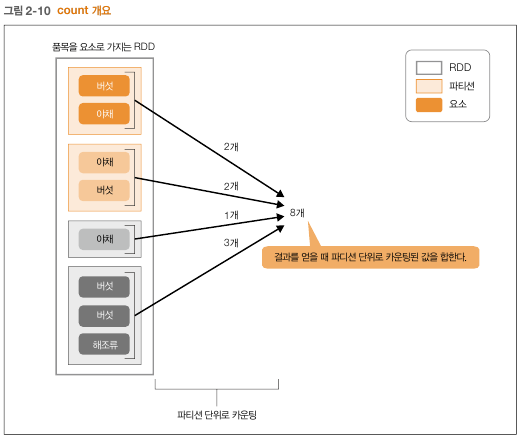 그림 2-10 count 개요
품목을 요소로 가지는 RDD
RDD
파티션
요소
버섯
야채
야채
버섯
야채
버섯
버섯
해조류
2개
2개
1개
3개
8개
결과를 얻을 때 파디션 단위로 카운팅된 값을 합한다.
파티션 단위로 카운팅